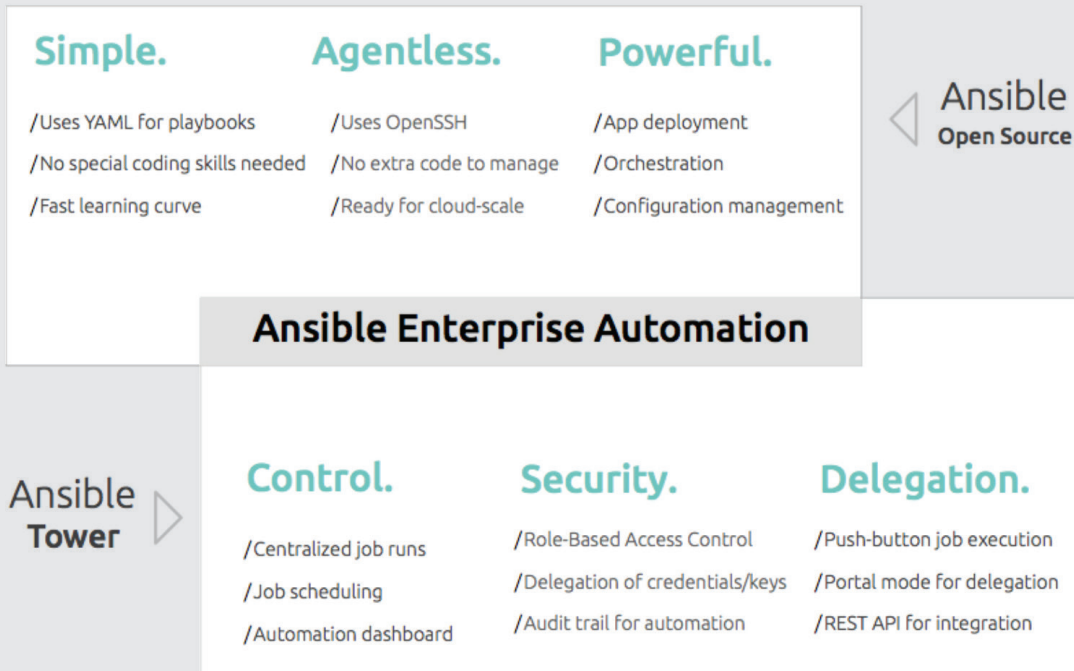 Simple.
/Uses YAML for playbooks
/No special coding skills needed
/Fast learning curve
Agentless.
/Uses OpenSSH
/No extra code to manage
/Ready for cloud-scale
Powerful.
/App deployment
/Orchestration
/Configuration management
Ansible
Open Source
Ansible Enterprise Automation
Ansible
Tower
Control.
/Centralized job runs
/Job scheduling
/Automation dashboard
Security.
/Role-Based Access Control
/Delegation of credentials/keys
/Audit trail for automation
Delegation.
/Push-button job execution
/Portal mode for delegation
/REST API for integration